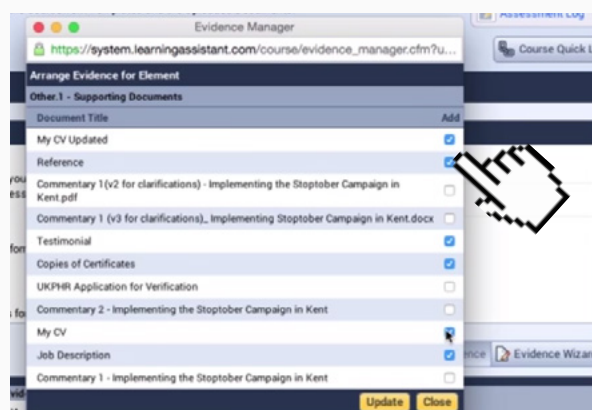 Evidence Manager
Assessment Log
https://system.learningassistant.com/course/evidence_manager.cfm?u...
Course Quick L
Arrange Evidence for Element
Other.1 - Supporting Documents
Document Title Add
My CV Updated
Reference
Commentary 1(v2 for clarifications) - Implementing the Stoptober Campaign in
Kent.pdf
Commentary 1 (v3 for clarifications)_ Implementing Stoptober Campaign in Kent.docx
Testimonial
Copies of Certificates
UKPHR Application for Verification
Commentary 2 - Implementing the Stoptober Campaign in Kent
My CV
Job Description
Evidence Wizar
Commentary 1 - Implementing the Stoptober Campaign in Kent
Update Close